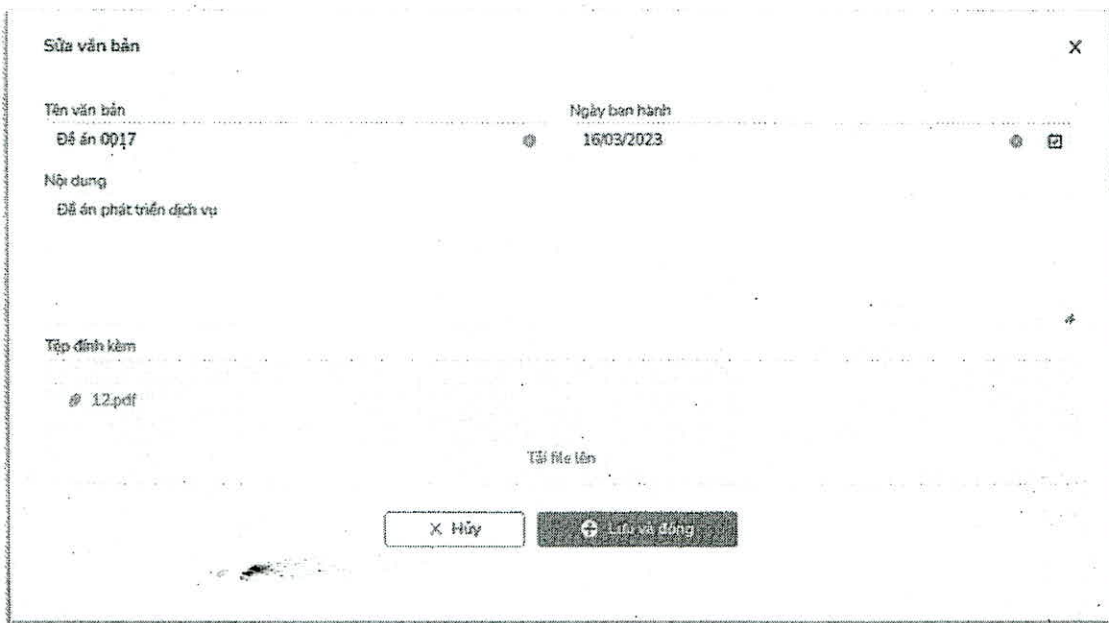 Sửa văn bản
Tên văn bản
Ngày ban hành
Đề án 0017
16/03/2023
Nội dung
Đề án phát triển dịch vụ
Tệp đính kèm
12.pdf
Tải file lên
Hủy
Lưu và đóng